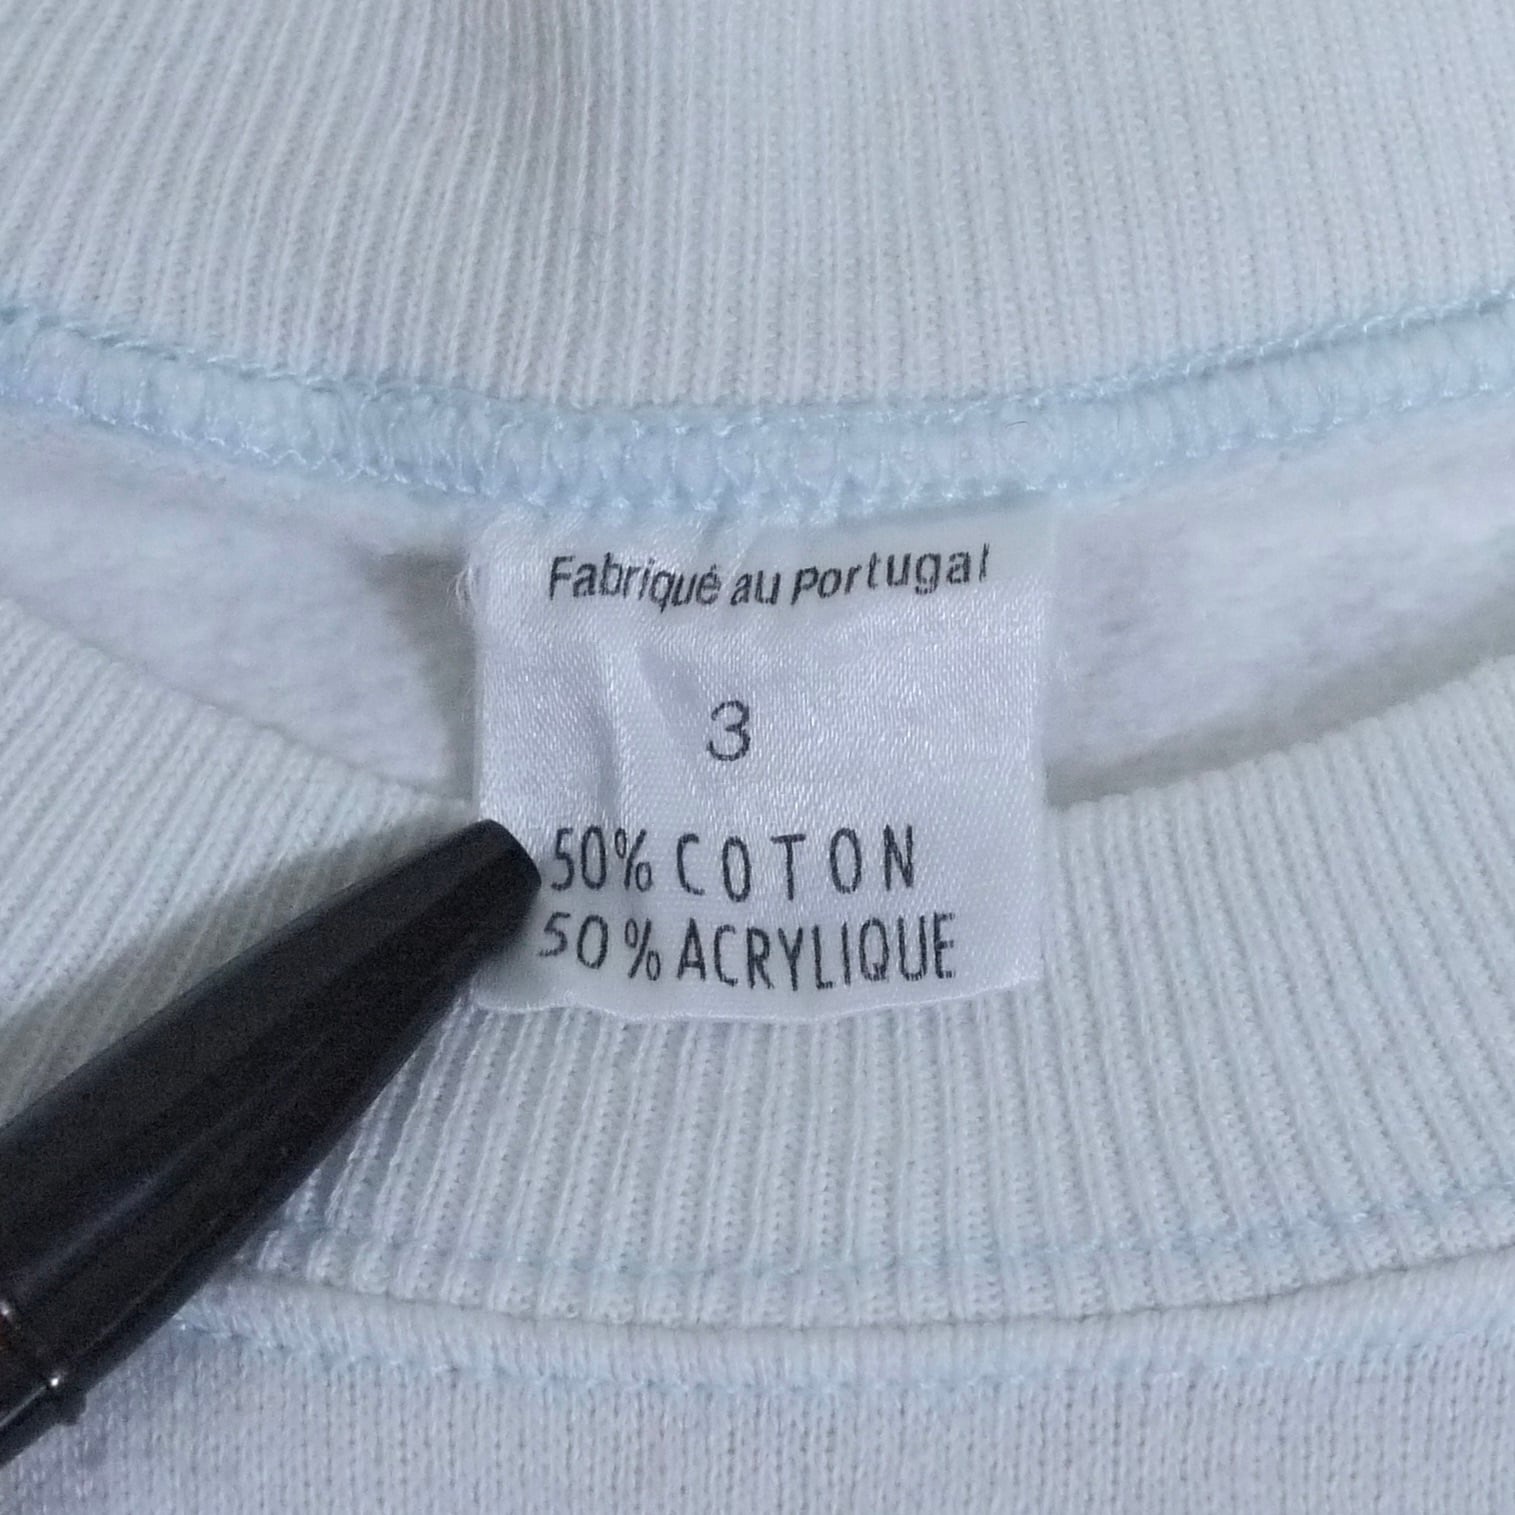 Fabriqué au Portugal
3
50% COTON
50% ACRYLIQUE